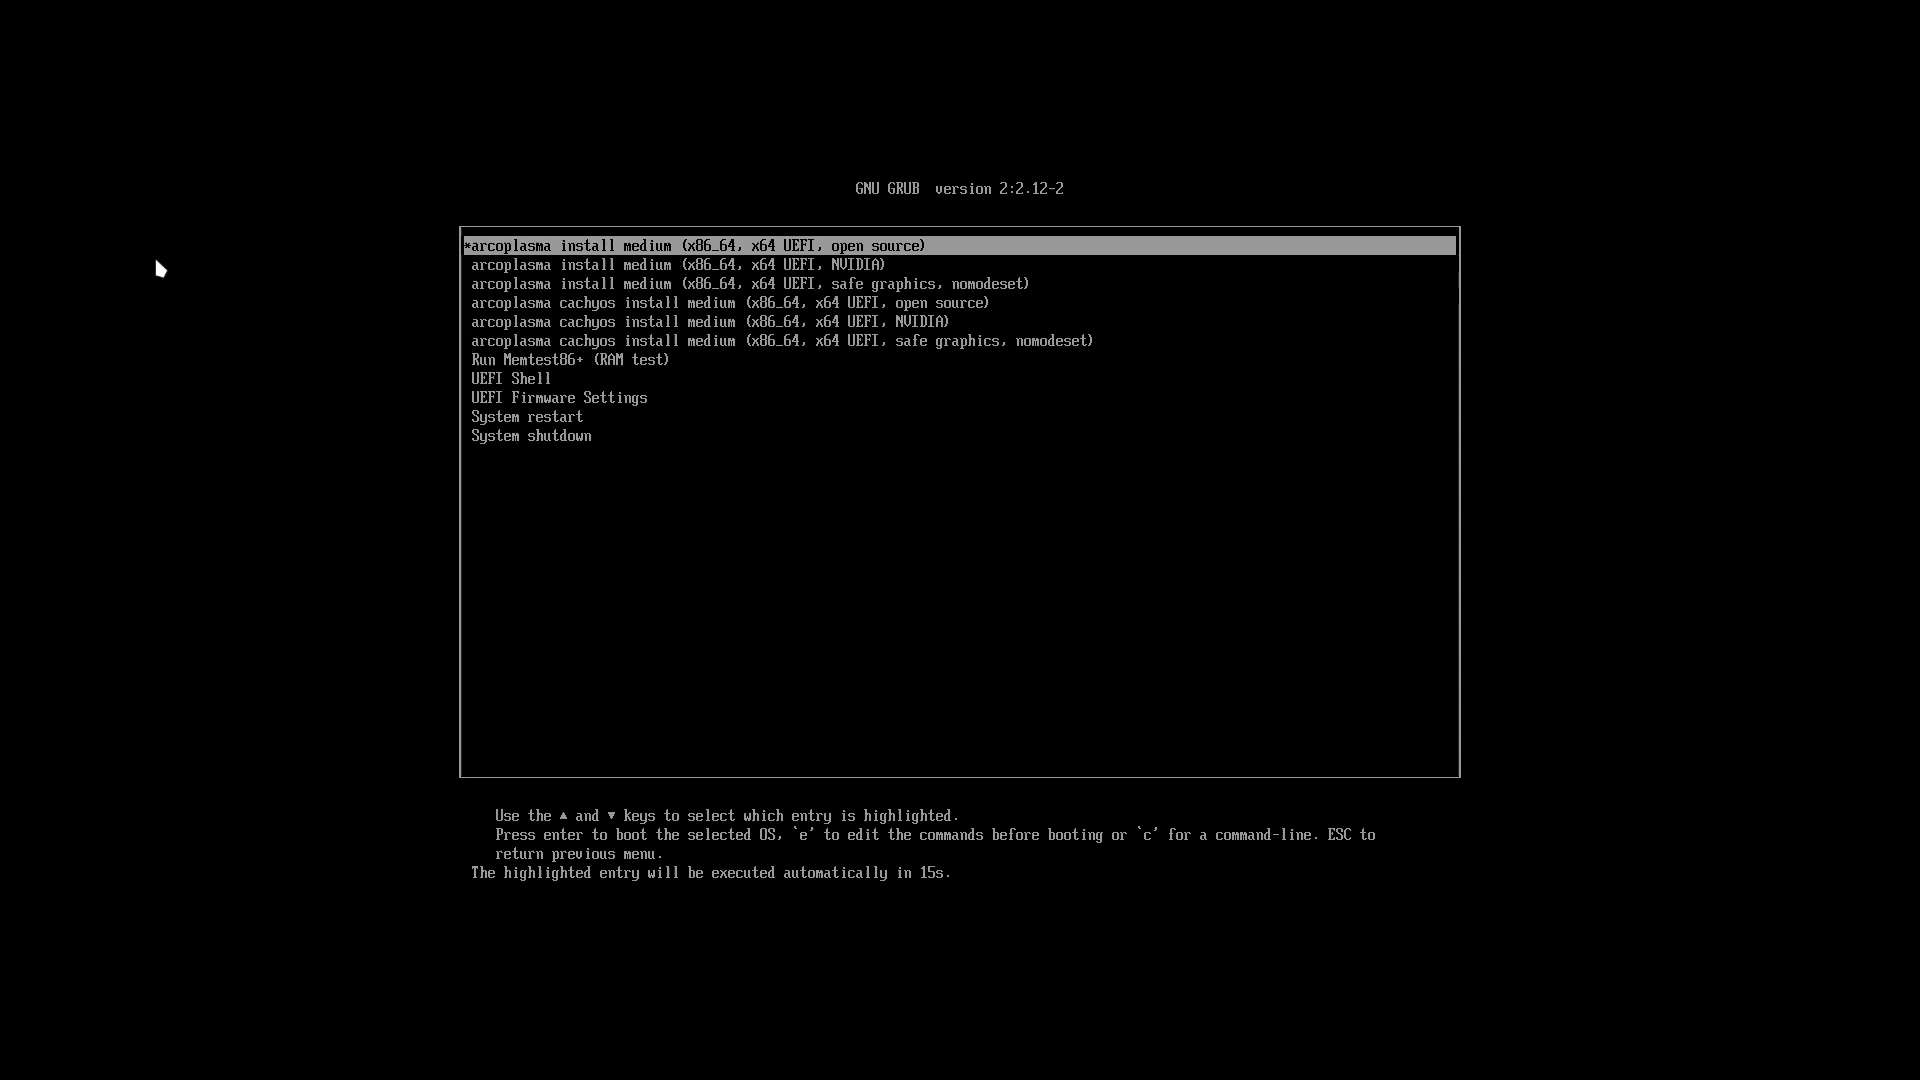 GNU GRUB  version 2:2.12-2
*arcoplasma install medium (x86_64, x64 UEFI, open source)
arcoplasma install medium (x86_64, x64 UEFI, NVIDIA)
arcoplasma install medium (x86_64, x64 UEFI, safe graphics, nomodeset)
arcoplasma cachyos install medium (x86_64, x64 UEFI, open source)
arcoplasma cachyos install medium (x86_64, x64 UEFI, NVIDIA)
arcoplasma cachyos install medium (x86_64, x64 UEFI, safe graphics, nomodeset)
Run Memtest86+ (RAM test)
UEFI Shell
UEFI Firmware Settings
System restart
System shutdown
Use the ▲ and ▼ keys to select which entry is highlighted.
Press enter to boot the selected OS, `e' to edit the commands before booting or `c' for a command-line. ESC to
return previous menu.
The highlighted entry will be executed automatically in 15s.